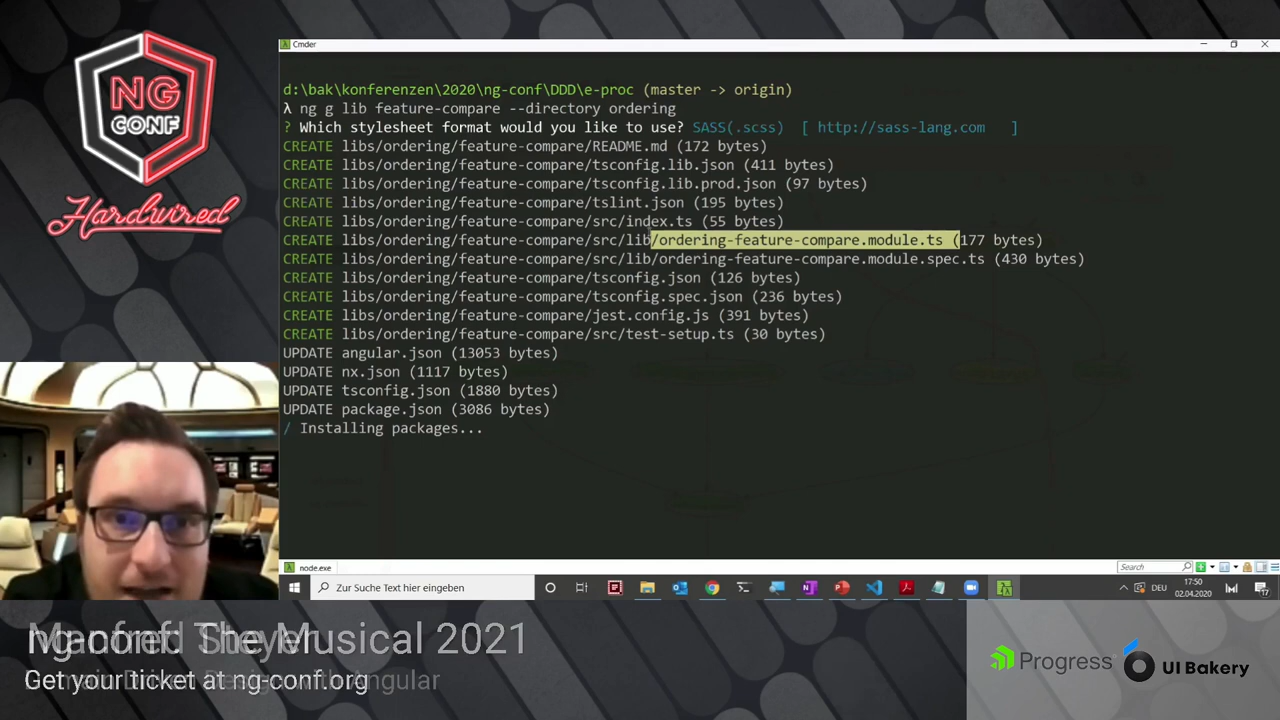 NG
CONF
Hardwired
Cmder
d:\bak\konferenzen\2020\ng-conf\DDD\e-proc (master -> origin)
λ ng g lib feature-compare --directory ordering
? Which stylesheet format would you like to use? SASS(.scss)  [ http://sass-lang.com   ]
CREATE libs/ordering/feature-compare/README.md (172 bytes)
CREATE libs/ordering/feature-compare/tsconfig.lib.json (411 bytes)
CREATE libs/ordering/feature-compare/tsconfig.lib.prod.json (97 bytes)
CREATE libs/ordering/feature-compare/tslint.json (195 bytes)
CREATE libs/ordering/feature-compare/src/index.ts (55 bytes)
CREATE libs/ordering/feature-compare/src/lib/ordering-feature-compare.module.ts (177 bytes)
CREATE libs/ordering/feature-compare/src/lib/ordering-feature-compare.module.spec.ts (430 bytes)
CREATE libs/ordering/feature-compare/tsconfig.json (126 bytes)
CREATE libs/ordering/feature-compare/tsconfig.spec.json (236 bytes)
CREATE libs/ordering/feature-compare/jest.config.js (391 bytes)
CREATE libs/ordering/feature-compare/src/test-setup.ts (30 bytes)
UPDATE angular.json (13053 bytes)
UPDATE nx.json (1117 bytes)
UPDATE tsconfig.json (1880 bytes)
UPDATE package.json (3086 bytes)
/ Installing packages...
node.exe
Search
Zur Suche Text hier eingeben
DEU
17:50
02.04.2020
17
ng-conf: The Musical 2021
Manfred Steyer
Get your ticket at ng-conf.org
with Angular
Progress
UI Bakery